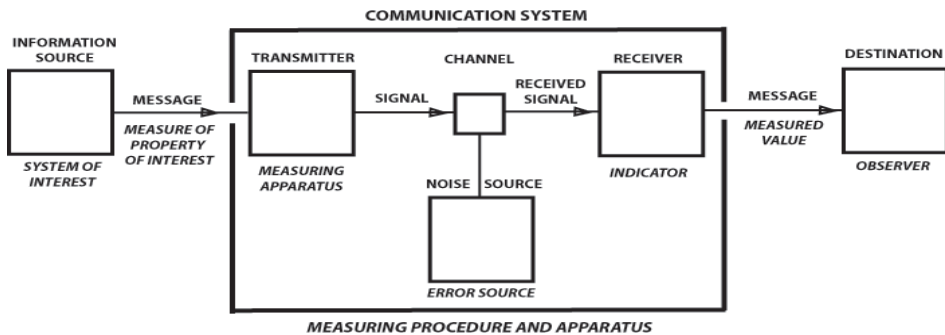 COMMUNICATION SYSTEM
INFORMATION
SOURCE
TRANSMITTER
CHANNEL
RECEIVER
DESTINATION
MESSAGE
SIGNAL
RECEIVED
SIGNAL
MESSAGE
MEASURE OF
PROPERTY
OF INTEREST
MEASURED
VALUE
SYSTEM OF
INTEREST
MEASURING
APPARATUS
INDICATOR
OBSERVER
NOISE SOURCE
ERROR SOURCE
MEASURING PROCEDURE AND APPARATUS